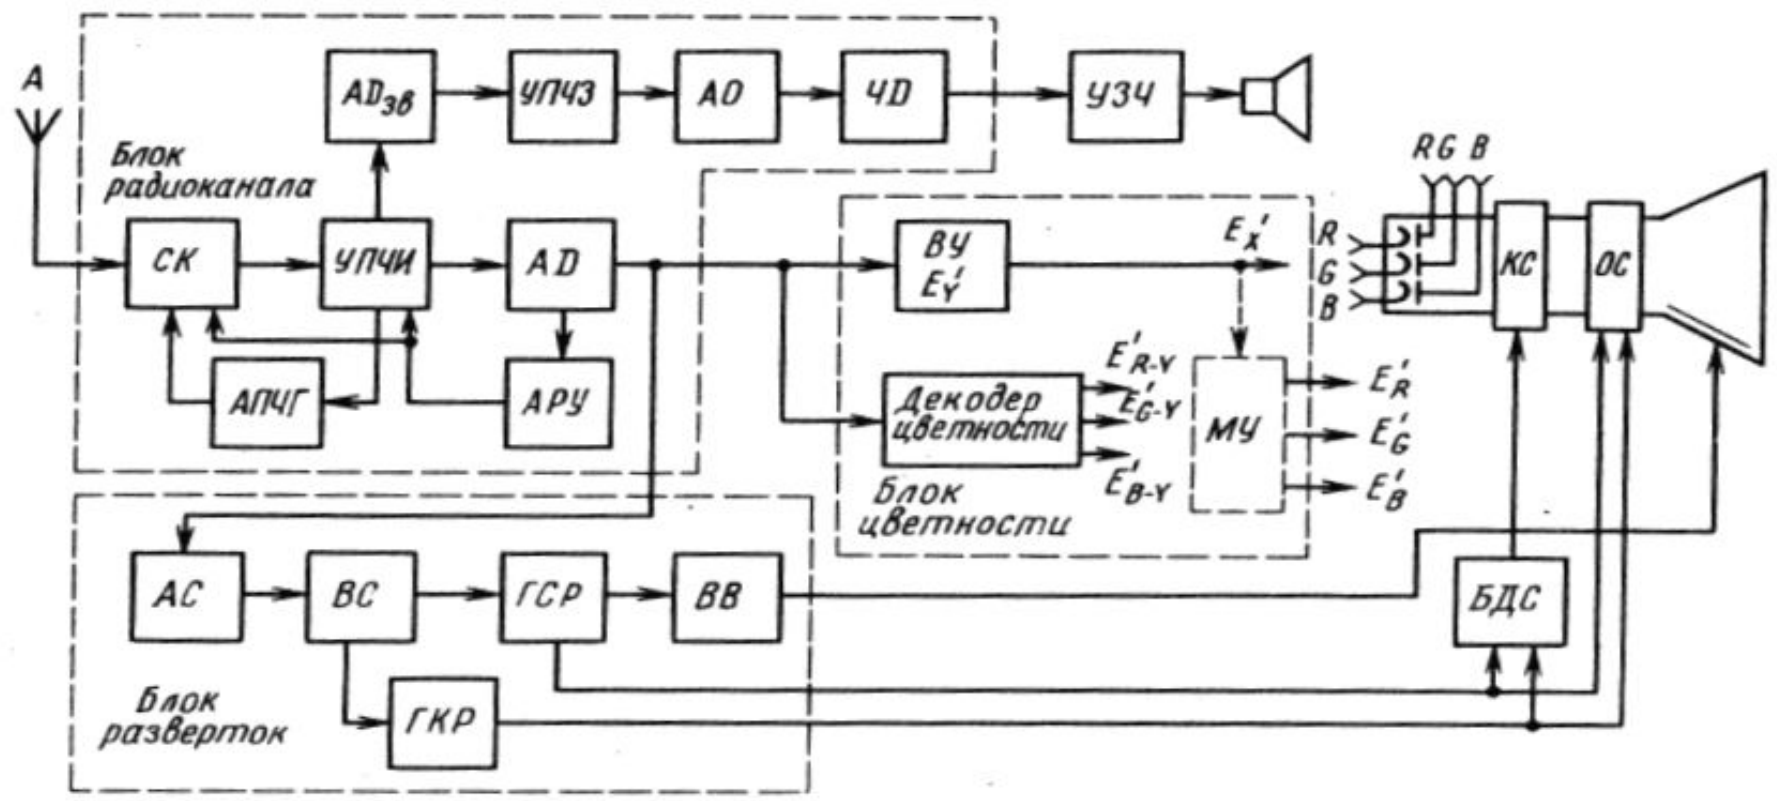 А
АДзв
УПЧЗ
АО
ЧД
УЗЧ
Блок
радиоканала
СК
УПЧИ
АД
АПЧГ
АРУ
ВУ
E'Y
E'X
Декодер
цветности
E'R-Y
E'G-Y
E'B-Y
МУ
E'R
E'G
E'B
Блок
цветности
R G B
R
G
B
КС
ОС
АС
ВС
ГСР
ВВ
БДС
ГКР
Блок
разверток